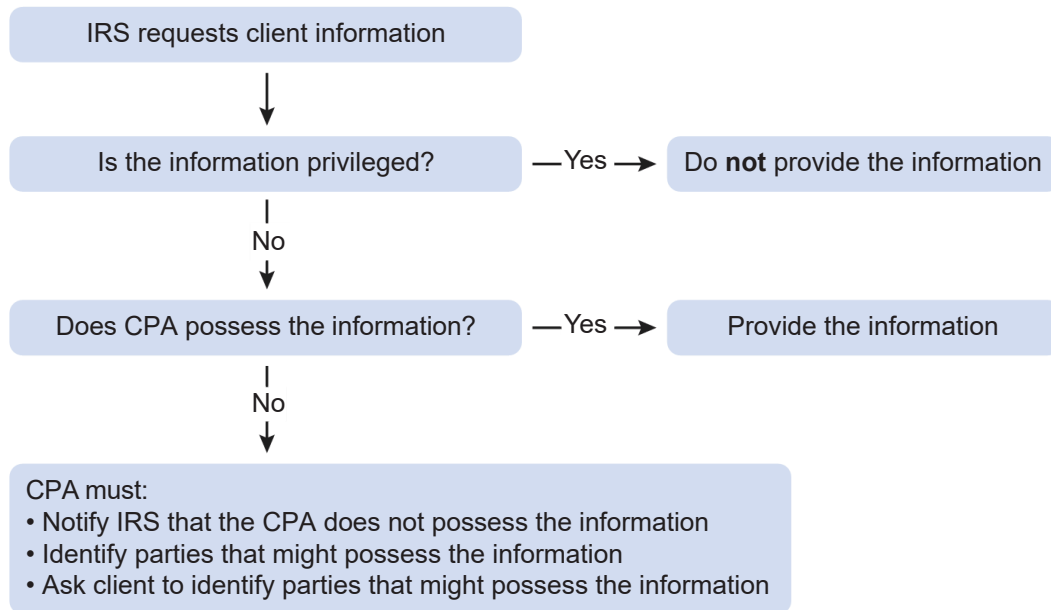 IRS requests client information
Is the information privileged?
Yes
Do not provide the information
No
Does CPA possess the information?
Yes
Provide the information
No
CPA must:
• Notify IRS that the CPA does not possess the information
• Identify parties that might possess the information
• Ask client to identify parties that might possess the information